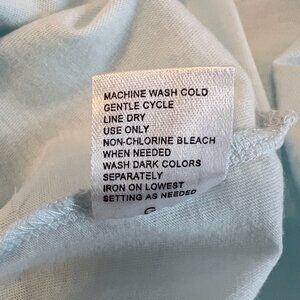 MACHINE WASH COLD
GENTLE CYCLE
LINE DRY
USE ONLY
NON-CHLORINE BLEACH
WHEN NEEDED
WASH DARK COLORS
SEPARATELY
IRON ON LOWEST
SETTING AS NEEDED